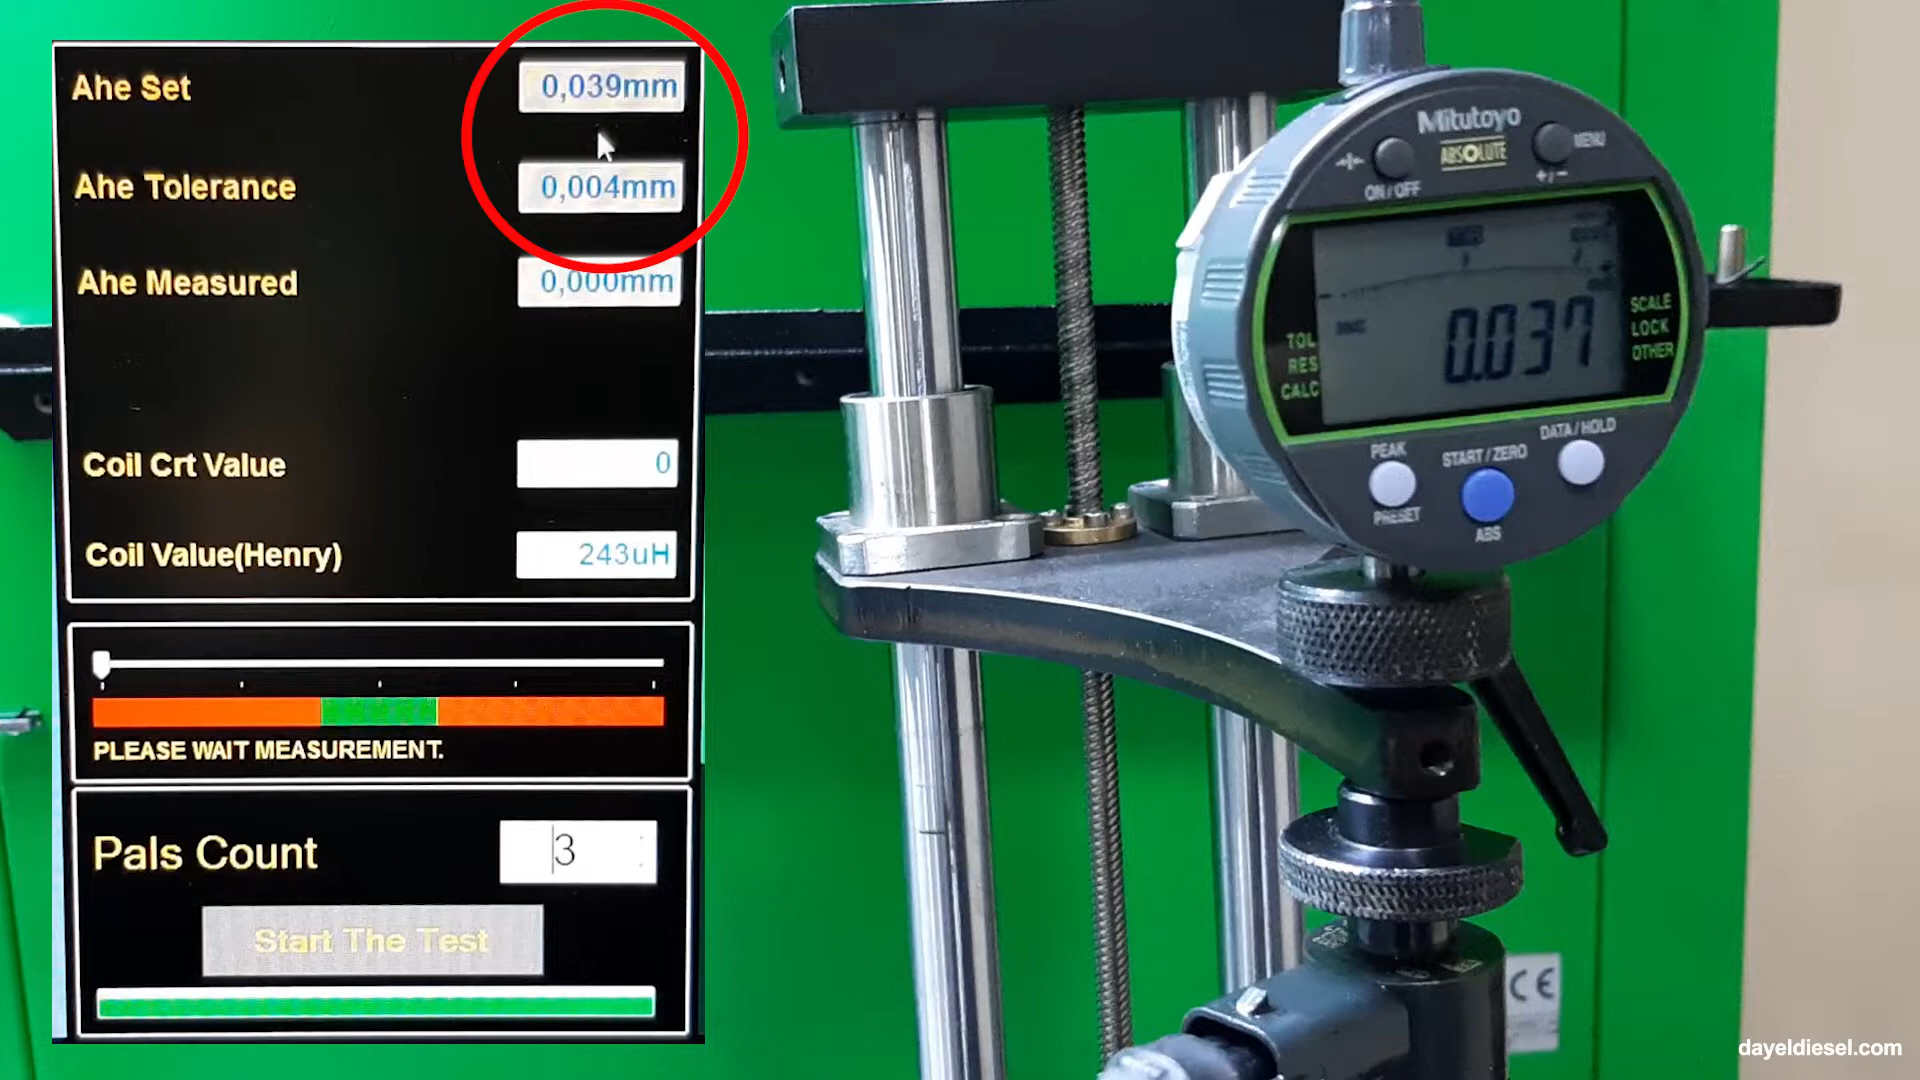 Ahe Set
0,039mm
Ahe Tolerance
0,004mm
Ahe Measured
0,000mm
Coil Crt Value
0
Coil Value(Henry)
243uH
PLEASE WAIT MEASUREMENT.
Pals Count
3
Start The Test
Mitutoyo
ABSOLUTE
ON/OFF
MENU
+/−
0.037
TOL
RES
CALC
SCALE
LOCK
OTHER
PEAK
PRESET
START/ZERO
ABS
DATA/HOLD
CE
dayeldiesel.com